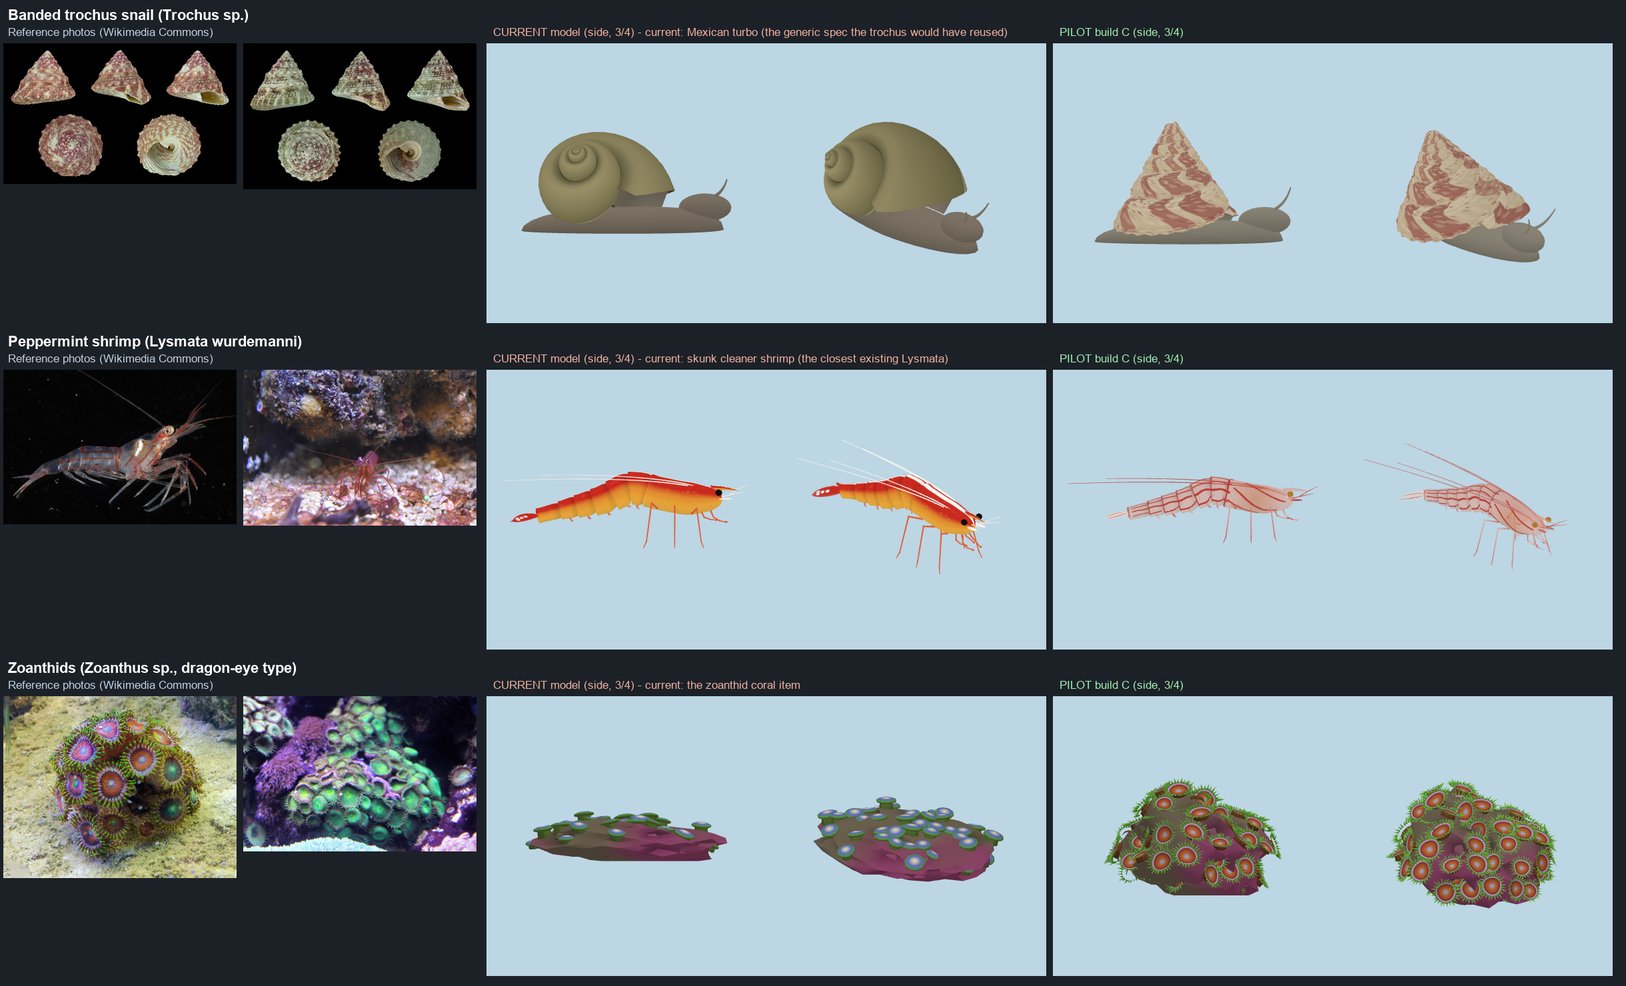 Banded trochus snail (Trochus sp.)
Reference photos (Wikimedia Commons)
CURRENT model (side, 3/4) - current: Mexican turbo (the generic spec the trochus would have reused)
PILOT build C (side, 3/4)
Peppermint shrimp (Lysmata wurdemanni)
Reference photos (Wikimedia Commons)
CURRENT model (side, 3/4) - current: skunk cleaner shrimp (the closest existing Lysmata)
PILOT build C (side, 3/4)
Zoanthids (Zoanthus sp., dragon-eye type)
Reference photos (Wikimedia Commons)
CURRENT model (side, 3/4) - current: the zoanthid coral item
PILOT build C (side, 3/4)